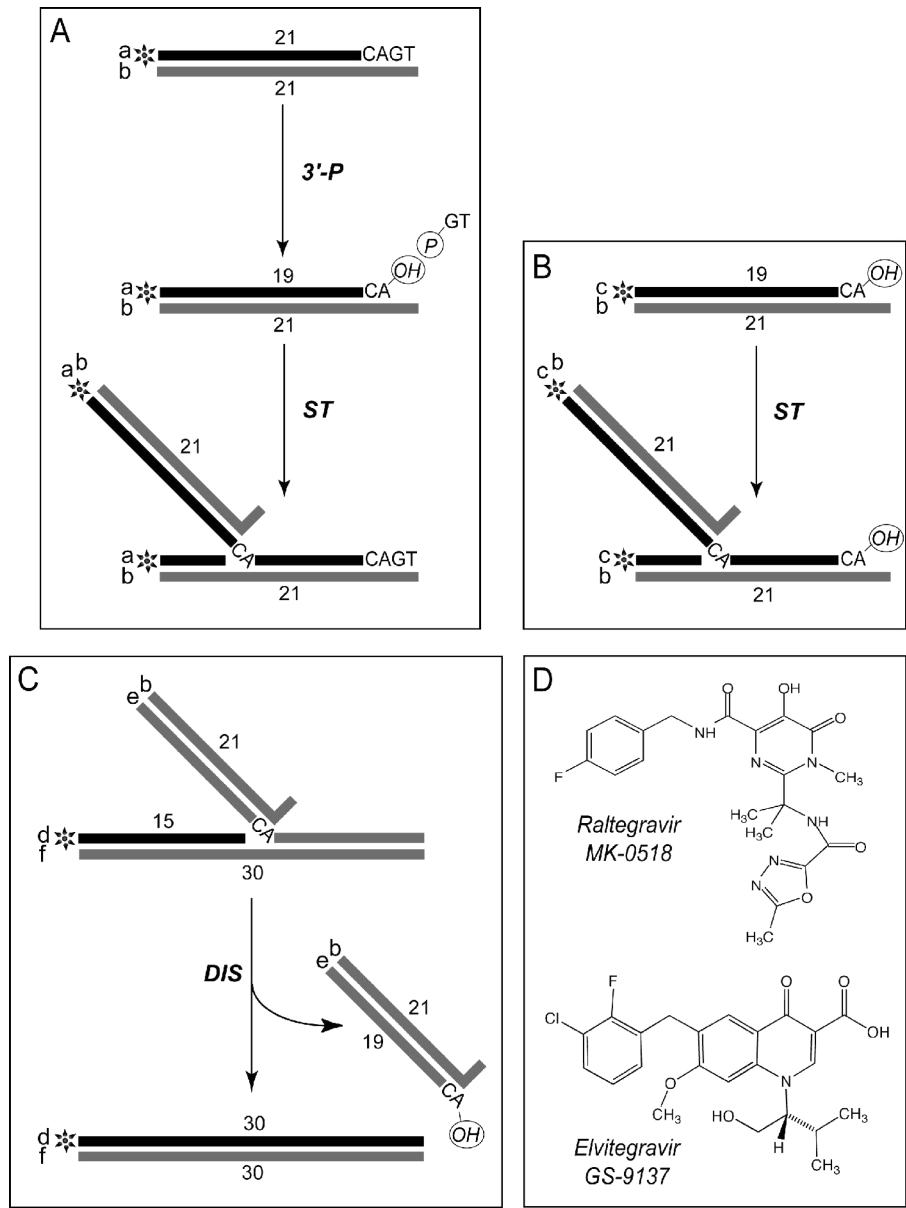 A
21
a CAGT
b
21
3'-P
GT
P
OH
19
a CA
b
21
a b
ST
21
CA
a CAGT
b
21
B
19
OH
c CA
b
21
c b
ST
21
CA
OH
c CA
b
21
C
e b
21
15
CA
d
f
30
DIS
e b
21
19
CA
OH
30
d
f
30
D
O
OH
NH
O
N
N
CH3
F
H3C
H3C
NH
O
N
N
O
H3C
Raltegravir
MK-0518
F
Cl
O
O
OH
O
CH3
N
HO
H
CH3
CH3
Elvitegravir
GS-9137